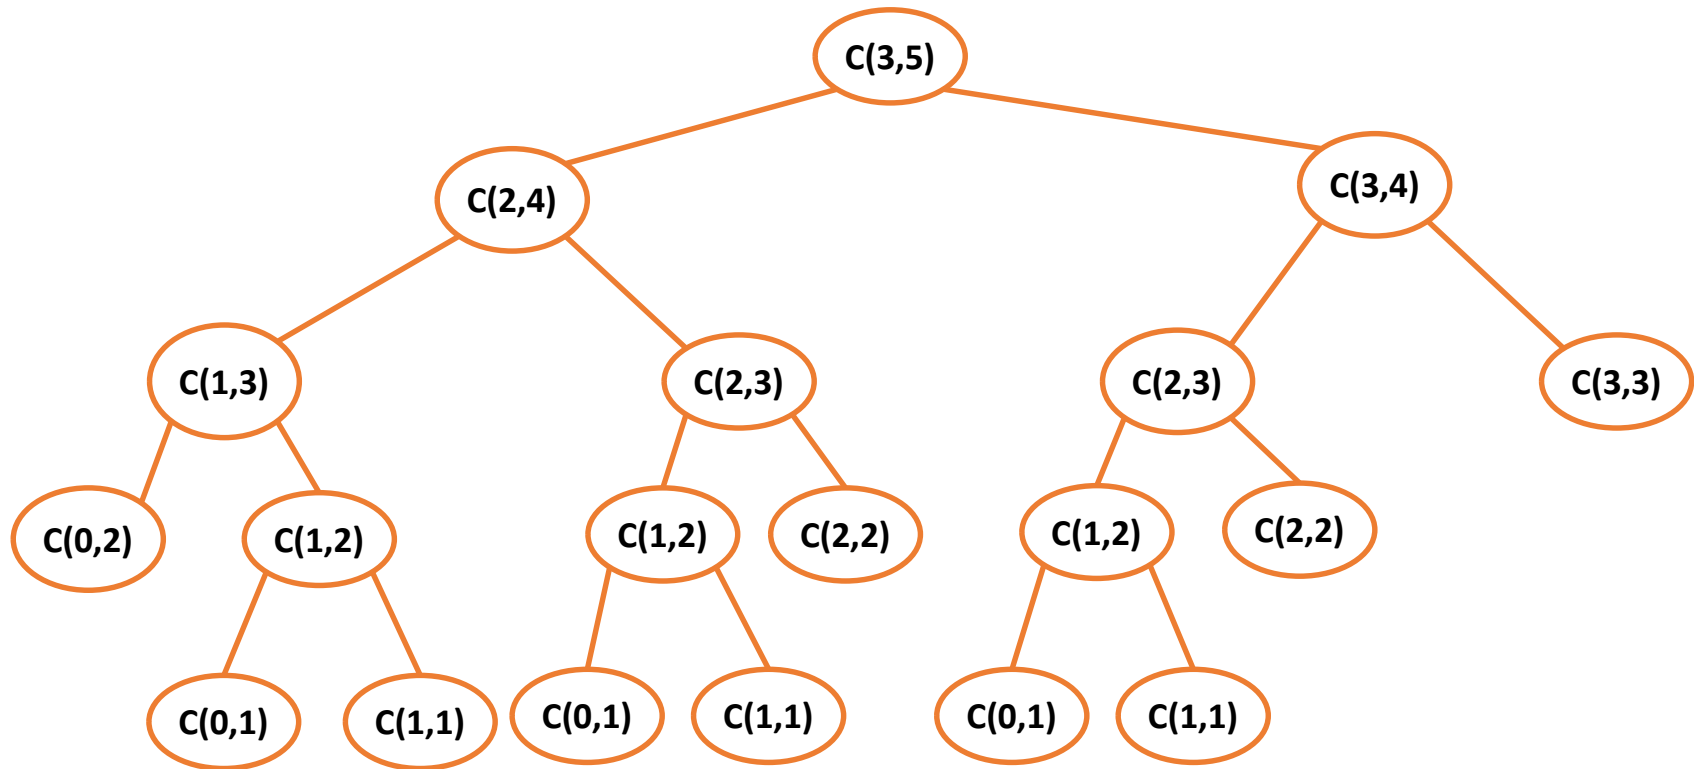 C(3,5)
C(2,4)
C(3,4)
C(1,3)
C(2,3)
C(2,3)
C(3,3)
C(0,2)
C(1,2)
C(1,2)
C(2,2)
C(1,2)
C(2,2)
C(0,1)
C(1,1)
C(0,1)
C(1,1)
C(0,1)
C(1,1)